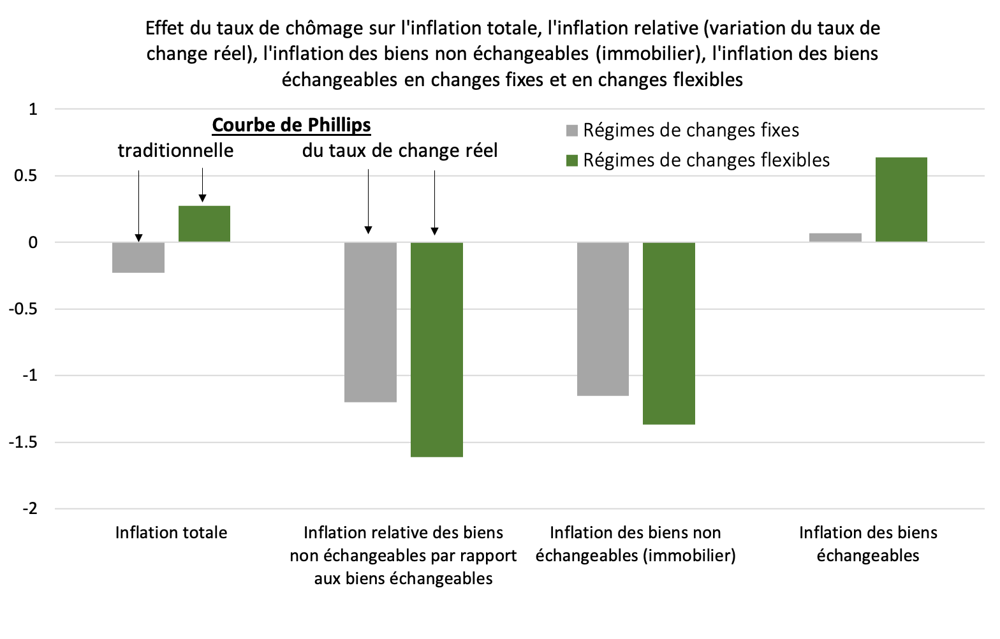 Effet du taux de chômage sur l'inflation totale, l'inflation relative (variation du taux de
change réel), l'inflation des biens non échangeables (immobilier), l'inflation des biens
échangeables en changes fixes et en changes flexibles
1
Courbe de Phillips
traditionnelle
du taux de change réel
Régimes de changes fixes
Régimes de changes flexibles
0.5
0
-0.5
-1
-1.5
-2
Inflation totale
Inflation relative des biens
non échangeables par rapport
aux biens échangeables
Inflation des biens non
échangeables (immobilier)
Inflation des biens
échangeables